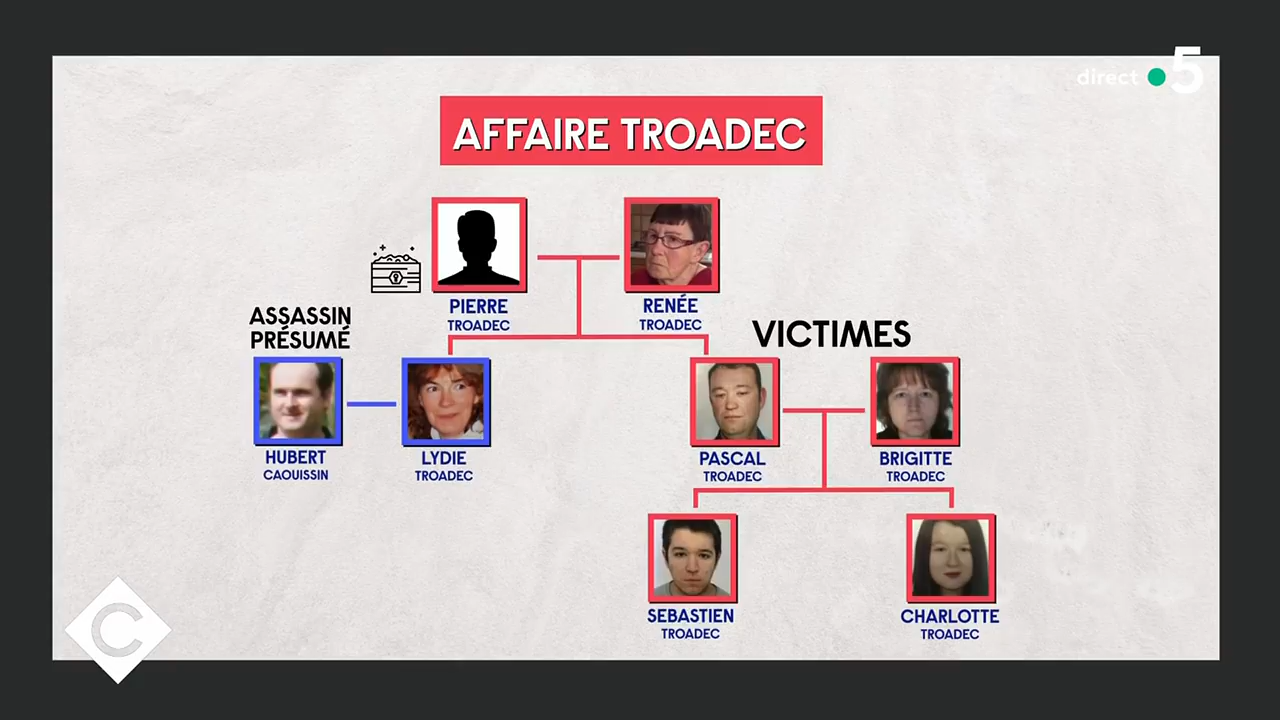 direct 5
AFFAIRE TROADEC
PIERRE
TROADEC
RENÉE
TROADEC
ASSASSIN
PRÉSUMÉ
VICTIMES
HUBERT
CAOUISSIN
LYDIE
TROADEC
PASCAL
TROADEC
BRIGITTE
TROADEC
SEBASTIEN
TROADEC
CHARLOTTE
TROADEC
C